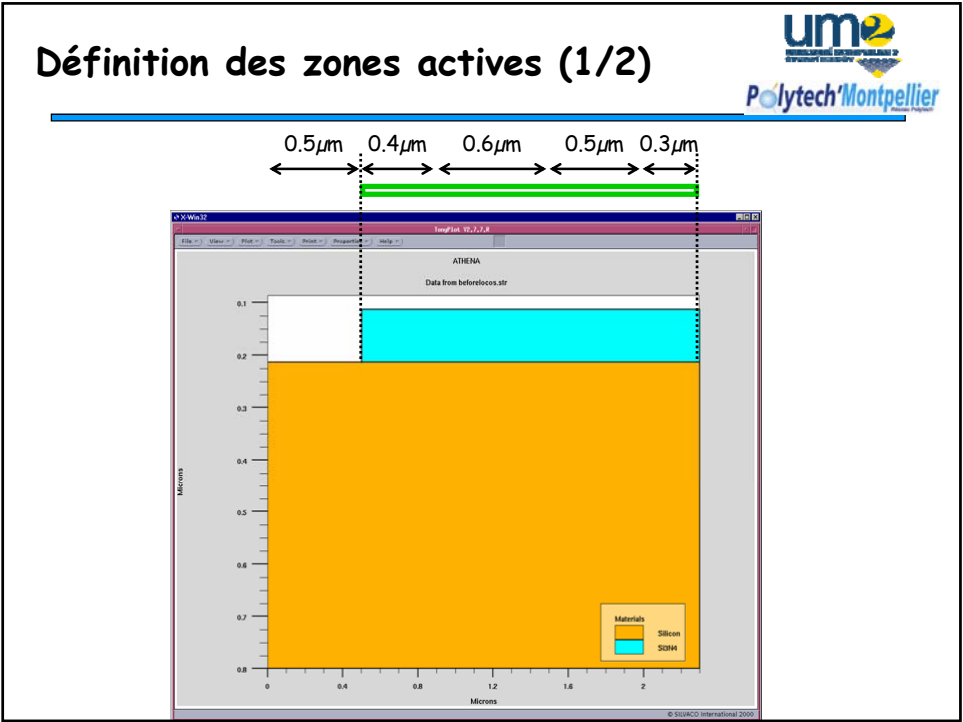 Définition des zones actives (1/2)
um2
Polytech'Montpellier
0.5µm 0.4µm 0.6µm 0.5µm 0.3µm
X-Win32
TonyPlot V2.7.7.R
File View Plot Tools Print Properties Help
ATHENA
Data from beforelocos.str
0.1
0.2
0.3
0.4
0.5
0.6
0.7
0.8
Microns
Materials
Silicon
Si3N4
0 0.4 0.8 1.2 1.6 2
Microns
© SILVACO International 2000